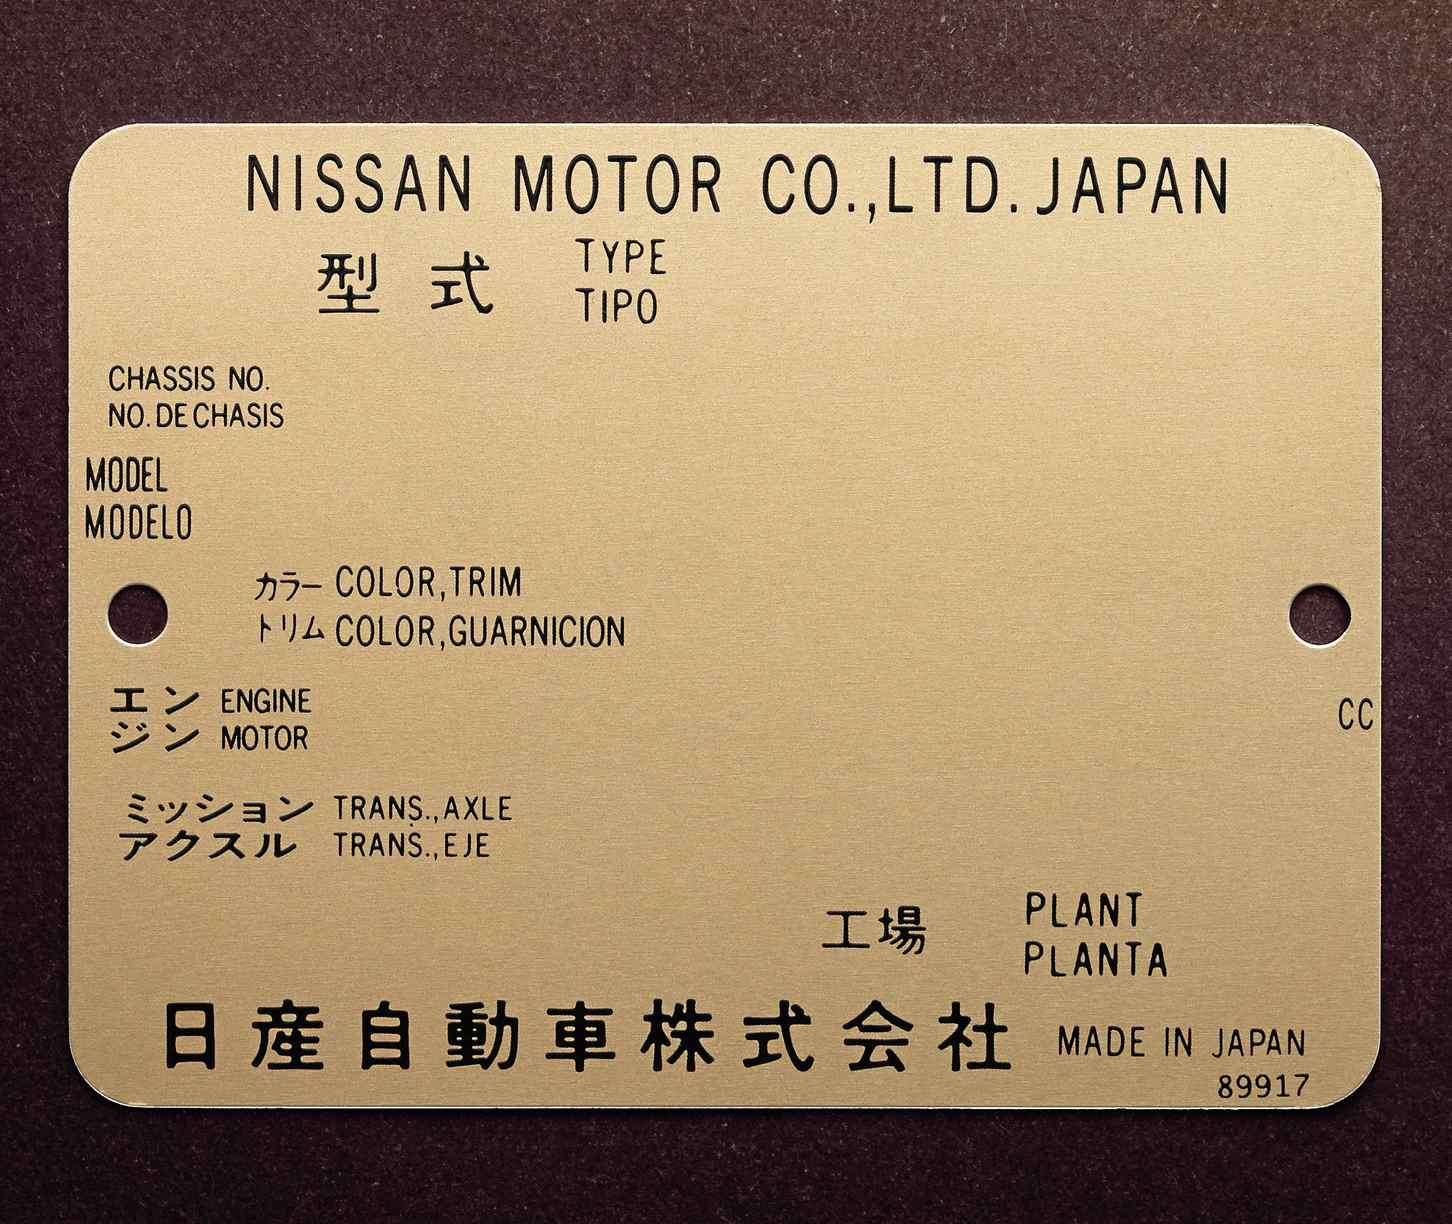 NISSAN MOTOR CO.,LTD. JAPAN
型式 TYPE
TIPO
CHASSIS NO.
NO. DE CHASIS
MODEL
MODELO
カラー COLOR,TRIM
トリム COLOR,GUARNICION
エン ENGINE
ジン MOTOR
CC
ミッション TRANS.,AXLE
アクスル TRANS.,EJE
工場 PLANT
PLANTA
日産自動車株式会社 MADE IN JAPAN
89917